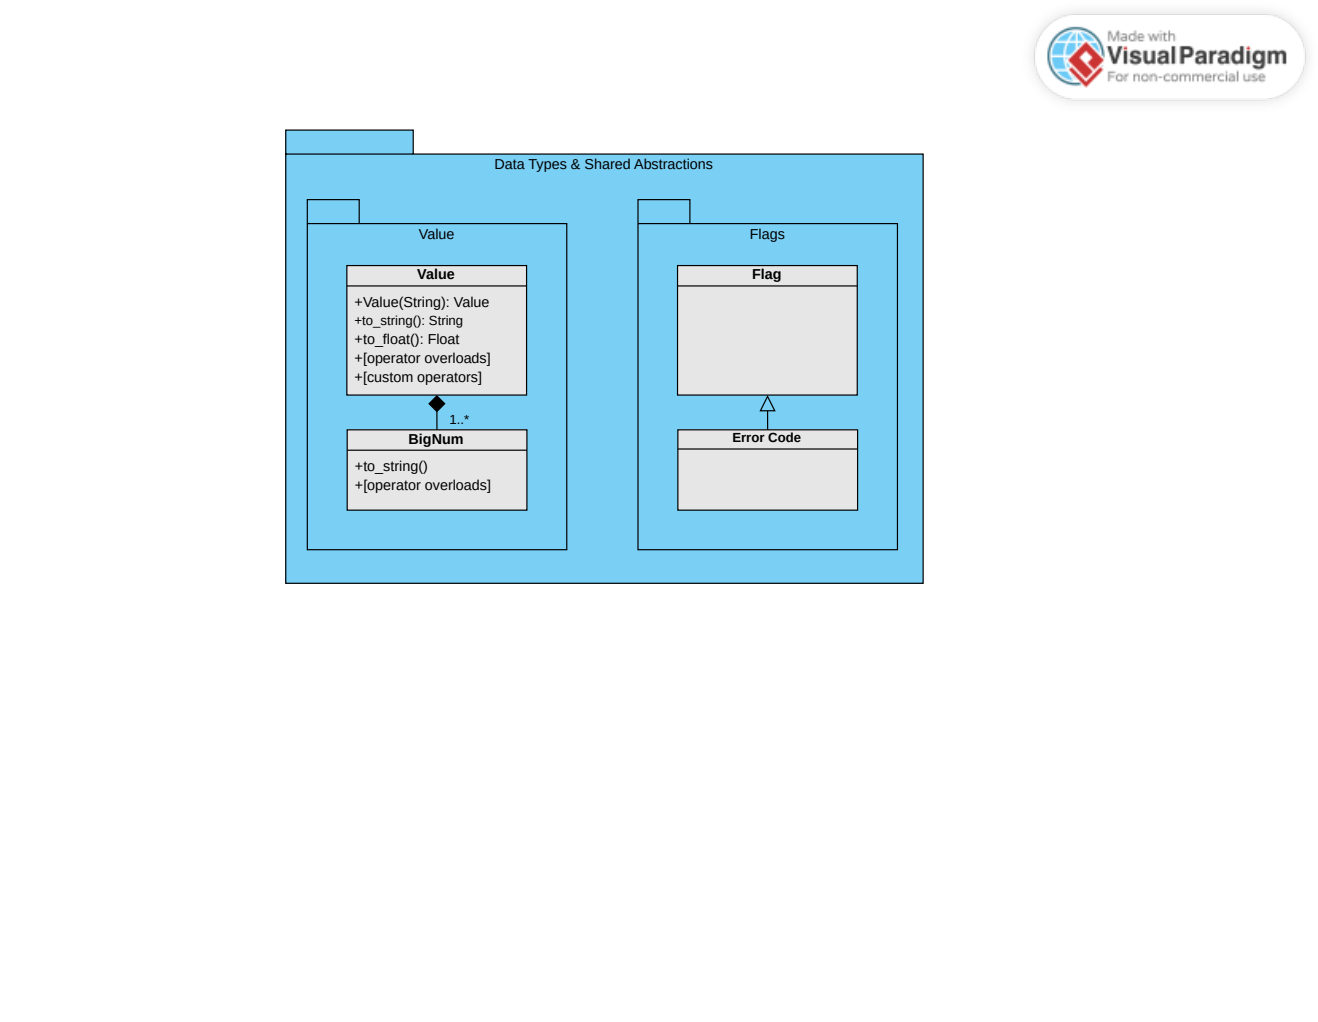 Made with
Visual Paradigm
For non-commercial use
Data Types & Shared Abstractions
Value
Value
+Value(String): Value
+to_string(): String
+to_float(): Float
+[operator overloads]
+[custom operators]
1..*
BigNum
+to_string()
+[operator overloads]
Flags
Flag
Error Code